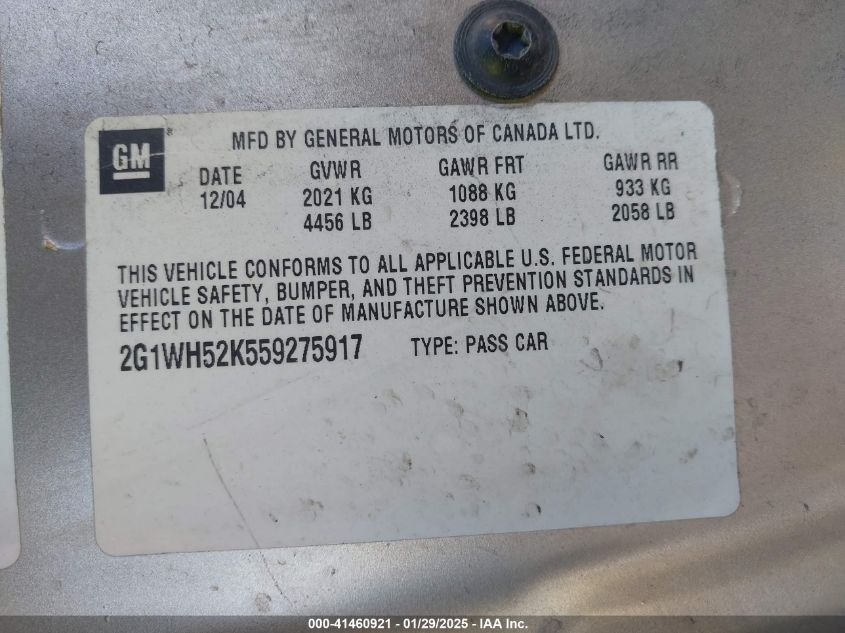 GM
MFD BY GENERAL MOTORS OF CANADA LTD.
DATE GVWR GAWR FRT GAWR RR
12/04 2021 KG 1088 KG 933 KG
4456 LB 2398 LB 2058 LB
THIS VEHICLE CONFORMS TO ALL APPLICABLE U.S. FEDERAL MOTOR
VEHICLE SAFETY, BUMPER, AND THEFT PREVENTION STANDARDS IN
EFFECT ON THE DATE OF MANUFACTURE SHOWN ABOVE.
2G1WH52K559275917 TYPE: PASS CAR
000-41460921 - 01/29/2025 - IAA Inc.